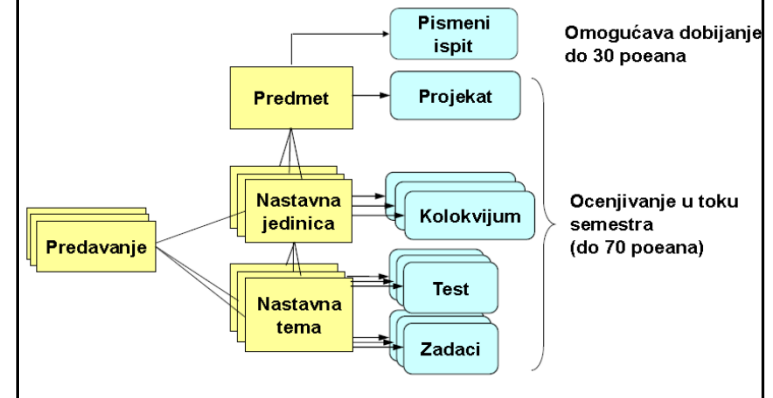 Pismeni
ispit
Omogućava dobijanje
do 30 poeana
Predmet
Projekat
Nastavna
jedinica
Kolokvijum
Ocenjivanje u toku
semestra
(do 70 poeana)
Predavanje
Nastavna
tema
Test
Zadaci